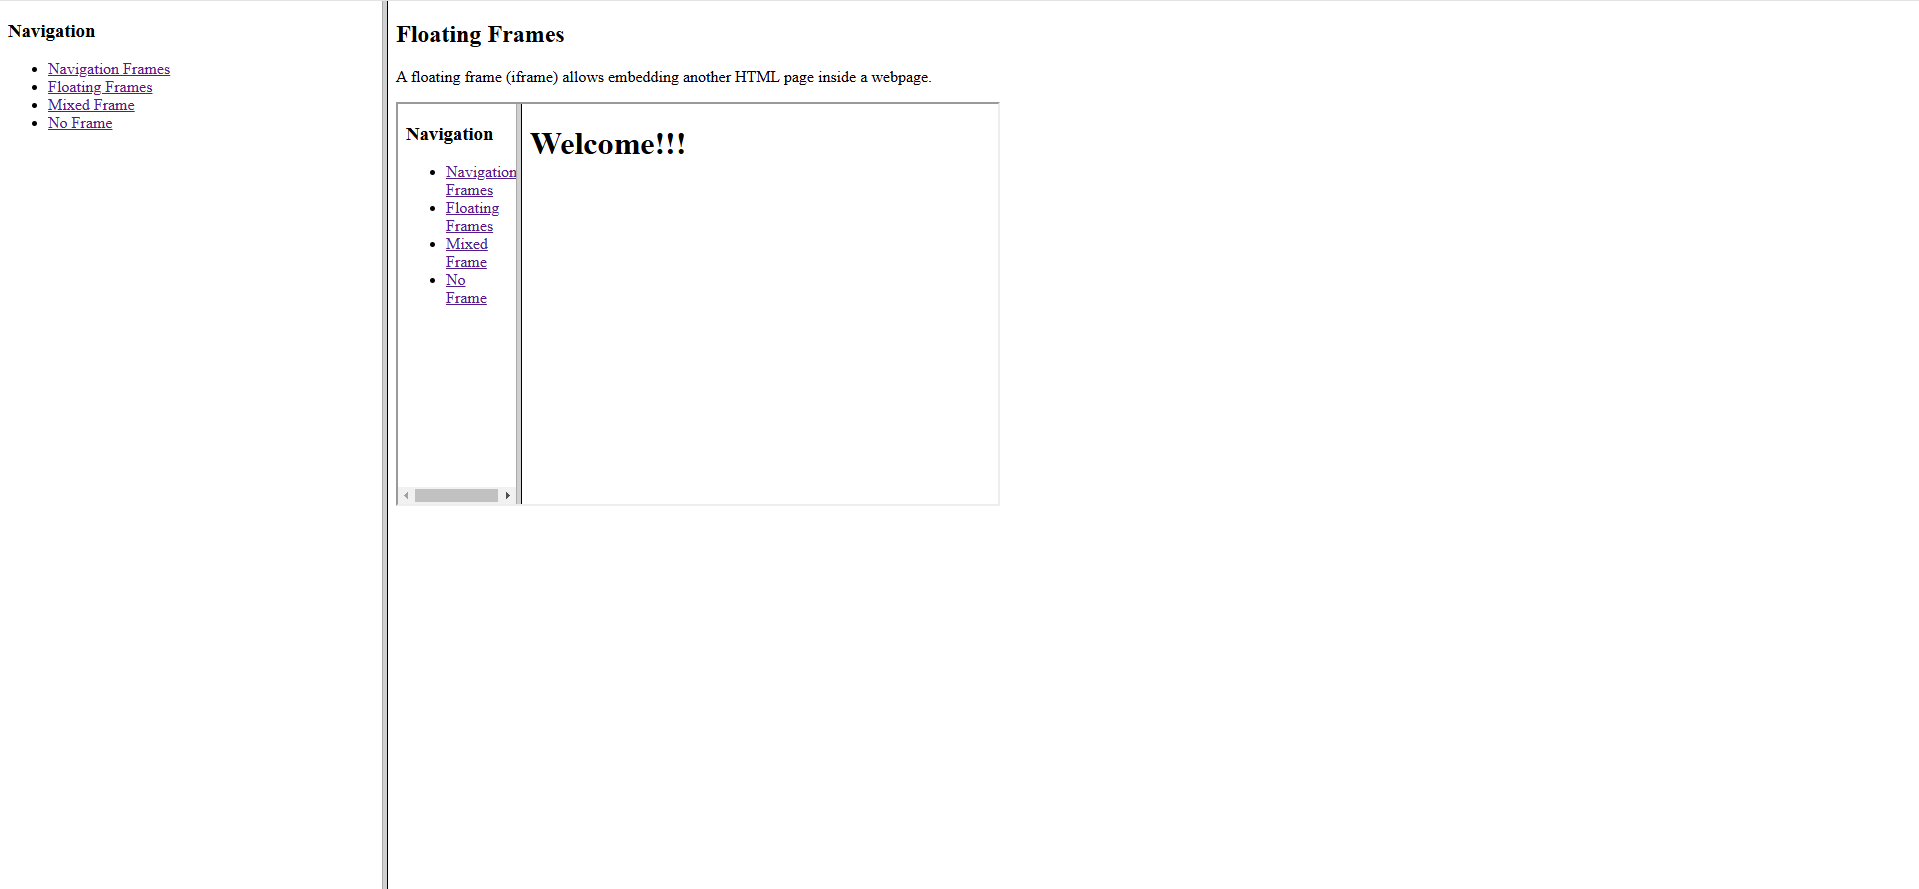 Navigation
Navigation Frames
Floating Frames
Mixed Frame
No Frame
Floating Frames
A floating frame (iframe) allows embedding another HTML page inside a webpage.
Navigation
Navigation
Frames
Floating
Frames
Mixed
Frame
No
Frame
Welcome!!!